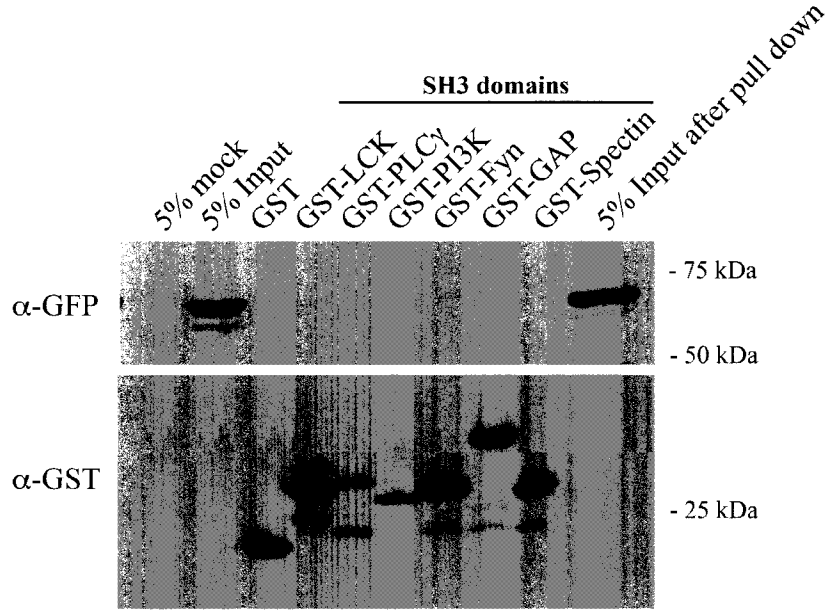 SH3 domains
5% mock
5% Input
GST
GST-LCK
GST-PLCγ
GST-PI3K
GST-Fyn
GST-GAP
GST-Spectin
5% Input after pull down
α-GFP
- 75 kDa
- 50 kDa
α-GST
- 25 kDa